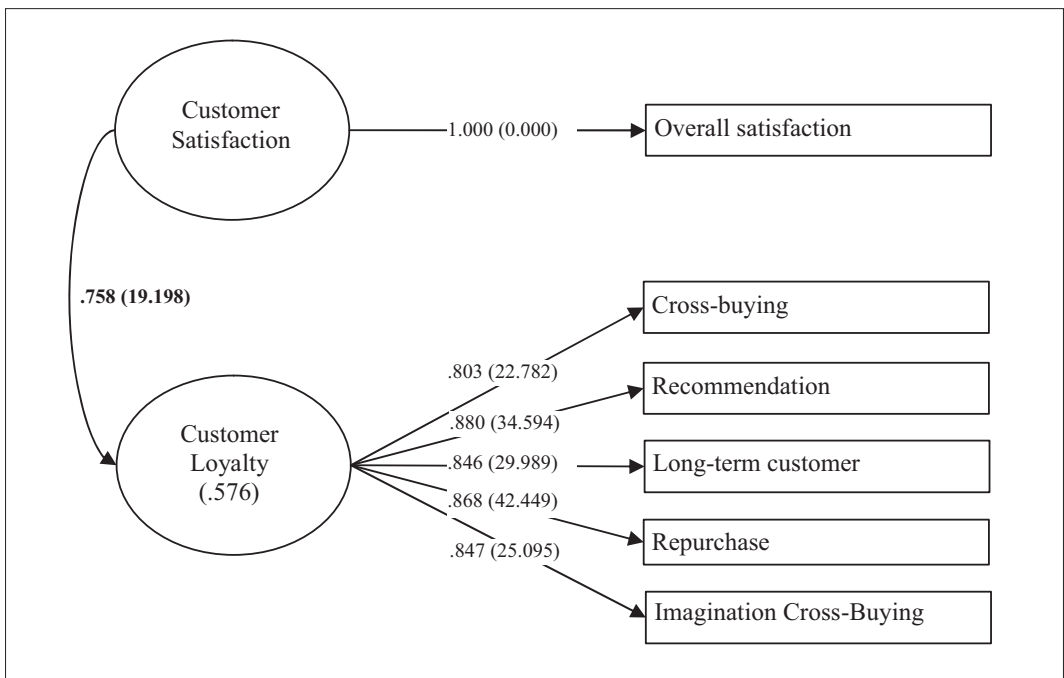 Customer
Satisfaction
1.000 (0.000)
Overall satisfaction
.758 (19.198)
Customer
Loyalty
(.576)
.803 (22.782)
Cross-buying
.880 (34.594)
Recommendation
.846 (29.989)
Long-term customer
.868 (42.449)
Repurchase
.847 (25.095)
Imagination Cross-Buying